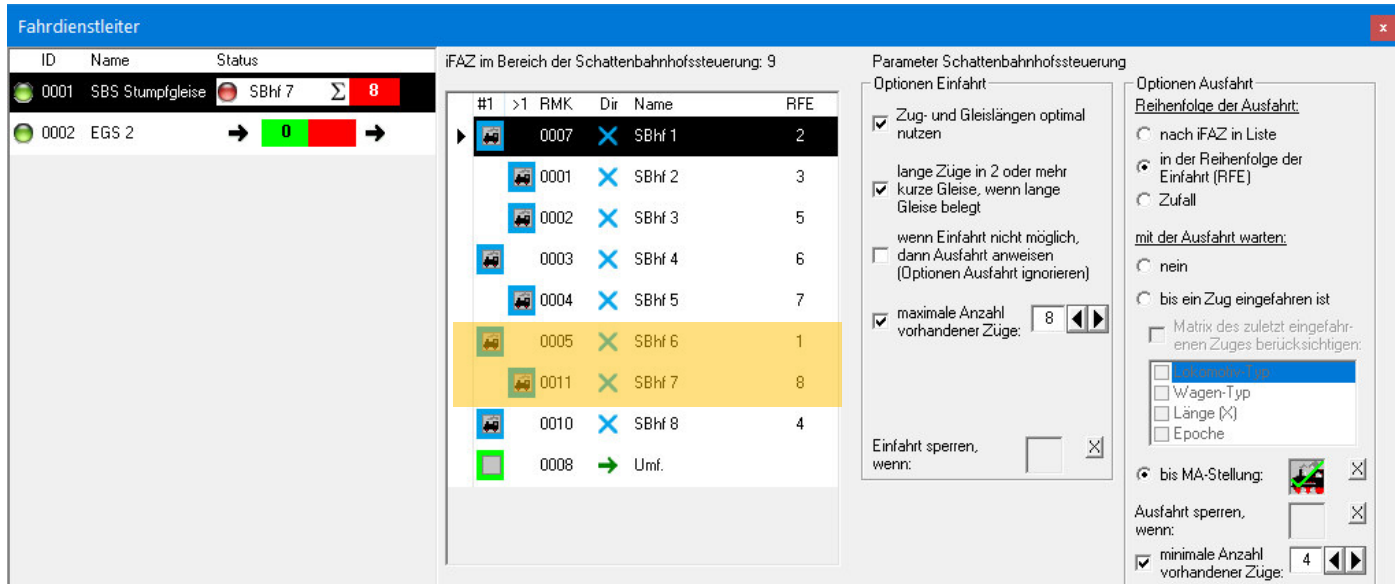 Fahrdienstleiter
x
ID Name Status
0001 SBS Stumpfgleise SBhf 7 Σ 8
0002 EGS 2 0
iFAZ im Bereich der Schattenbahnhofssteuerung: 9
#1 >1 RMK Dir Name RFE
0007 SBhf 1 2
0001 SBhf 2 3
0002 SBhf 3 5
0003 SBhf 4 6
0004 SBhf 5 7
0005 SBhf 6 1
0011 SBhf 7 8
0010 SBhf 8 4
0008 Umf.
Parameter Schattenbahnhofssteuerung
Optionen Einfahrt
Zug- und Gleislängen optimal
nutzen
lange Züge in 2 oder mehr
kurze Gleise, wenn lange
Gleise belegt
wenn Einfahrt nicht möglich,
dann Ausfahrt anweisen
(Optionen Ausfahrt ignorieren)
maximale Anzahl
vorhandener Züge: 8
Einfahrt sperren,
wenn: X
Optionen Ausfahrt
Reihenfolge der Ausfahrt:
nach iFAZ in Liste
in der Reihenfolge der
Einfahrt (RFE)
Zufall
mit der Ausfahrt warten:
nein
bis ein Zug eingefahren ist
Matrix des zuletzt eingefahr-
enen Zuges berücksichtigen:
Lokomotiv-Typ
Wagen-Typ
Länge (X)
Epoche
bis MA-Stellung: X
Ausfahrt sperren,
wenn: X
minimale Anzahl
vorhandener Züge: 4